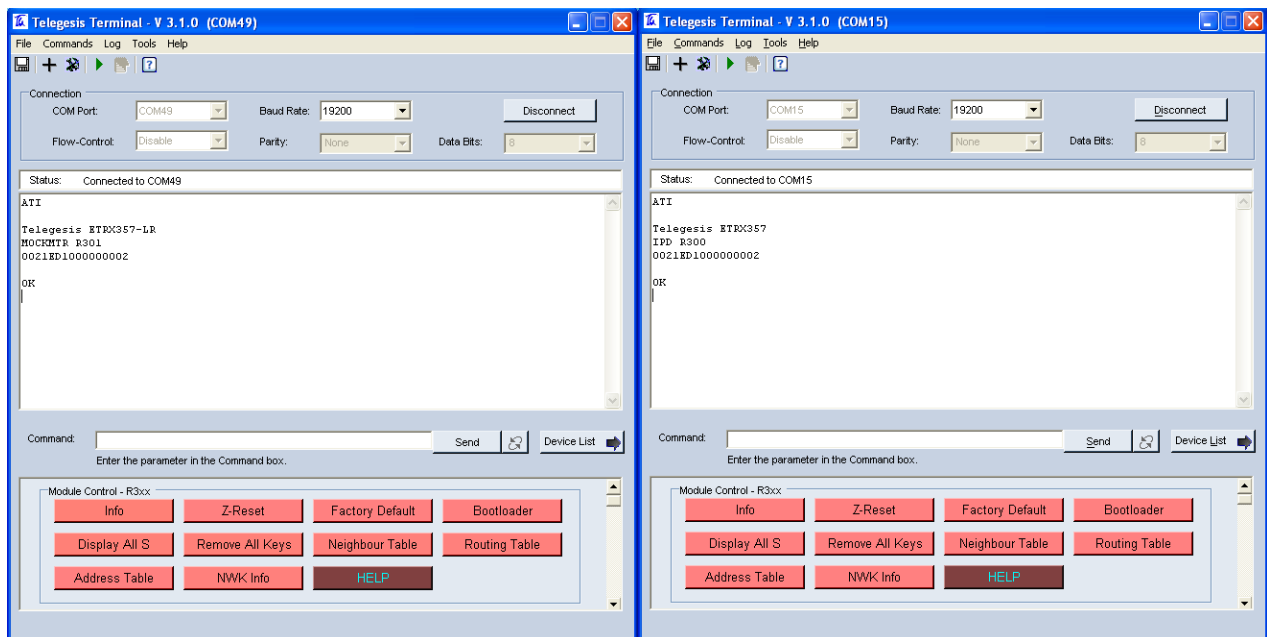 Telegesis Terminal - V 3.1.0 (COM49)
File Commands Log Tools Help
Connection
COM Port: COM49 Baud Rate: 19200 Disconnect
Flow-Control: Disable Parity: None Data Bits: 8
Status: Connected to COM49
ATI
Telegesis ETRX357-LR
MOCKMTR R301
0021ED1000000002
OK
Command: Send Device List
Enter the parameter in the Command box.
Module Control - R3xx
Info Z-Reset Factory Default Bootloader
Display All S Remove All Keys Neighbour Table Routing Table
Address Table NWK Info HELP
Telegesis Terminal - V 3.1.0 (COM15)
File Commands Log Tools Help
Connection
COM Port: COM15 Baud Rate: 19200 Disconnect
Flow-Control: Disable Parity: None Data Bits: 8
Status: Connected to COM15
ATI
Telegesis ETRX357
IPD R300
0021ED1000000002
OK
Command: Send Device List
Enter the parameter in the Command box.
Module Control - R3xx
Info Z-Reset Factory Default Bootloader
Display All S Remove All Keys Neighbour Table Routing Table
Address Table NWK Info HELP